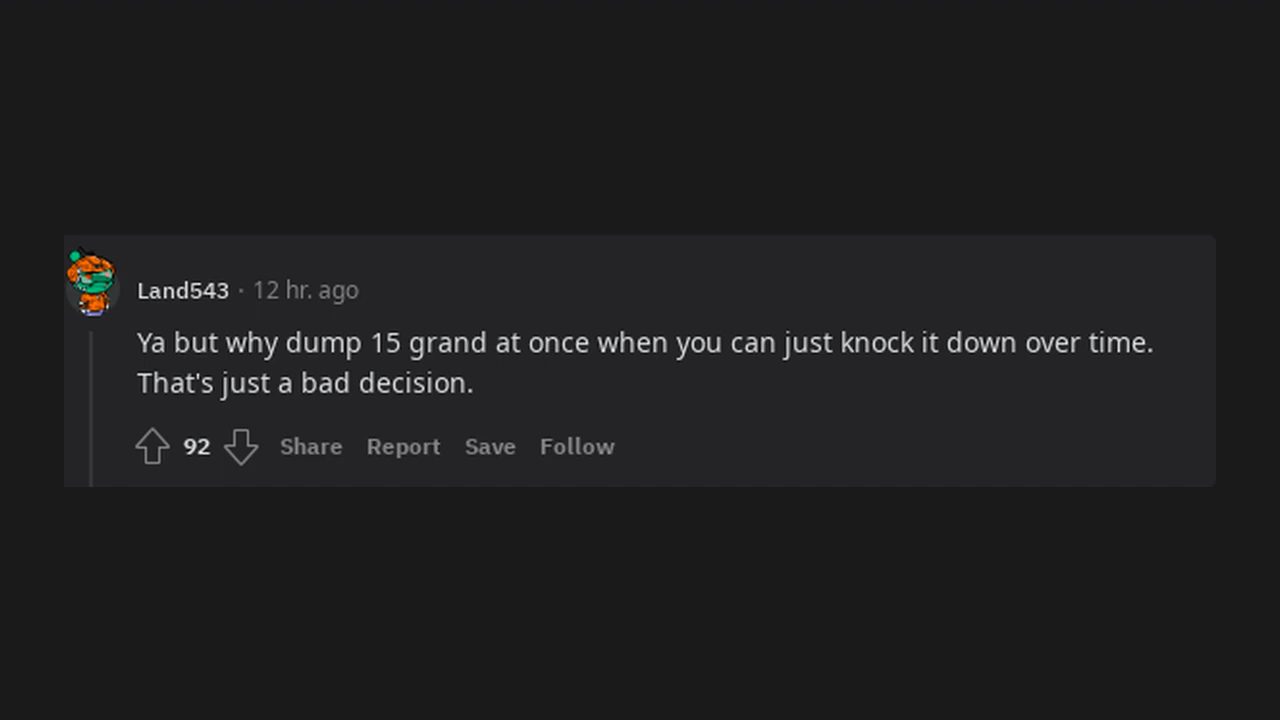 Land543 · 12 hr. ago
Ya but why dump 15 grand at once when you can just knock it down over time.
That's just a bad decision.
92 Share Report Save Follow